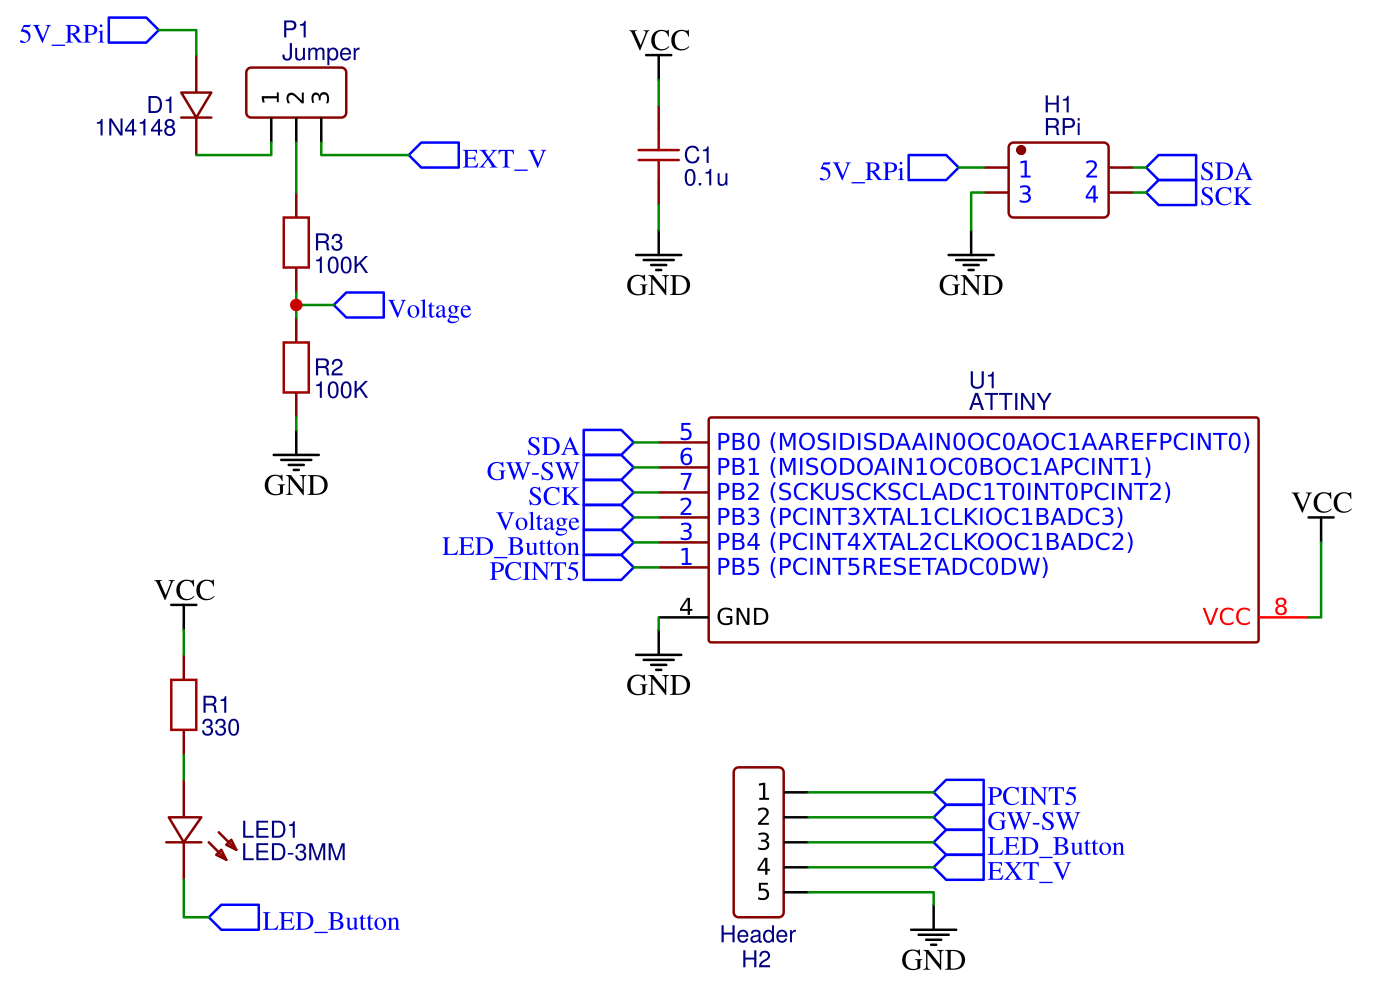 5V_RPi
D1
1N4148
P1
Jumper
1 2 3
EXT_V
R3
100K
Voltage
R2
100K
GND
VCC
C1
0.1u
GND
H1
RPi
5V_RPi
1 2
3 4
SDA
SCK
GND
U1
ATTINY
SDA 5 PB0 (MOSIDISDAAIN0OC0AOC1AAREFPCINT0)
GW-SW 6 PB1 (MISODOAIN1OC0BOC1APCINT1)
SCK 7 PB2 (SCKUSCKSCLADC1T0INT0PCINT2)
Voltage 2 PB3 (PCINT3XTAL1CLKIOC1BADC3)
LED_Button 3 PB4 (PCINT4XTAL2CLKOOC1BADC2)
PCINT5 1 PB5 (PCINT5RESETADC0DW)
4 GND
VCC 8
VCC
GND
VCC
R1
330
LED1
LED-3MM
LED_Button
1 PCINT5
2 GW-SW
3 LED_Button
4 EXT_V
5
Header
H2
GND